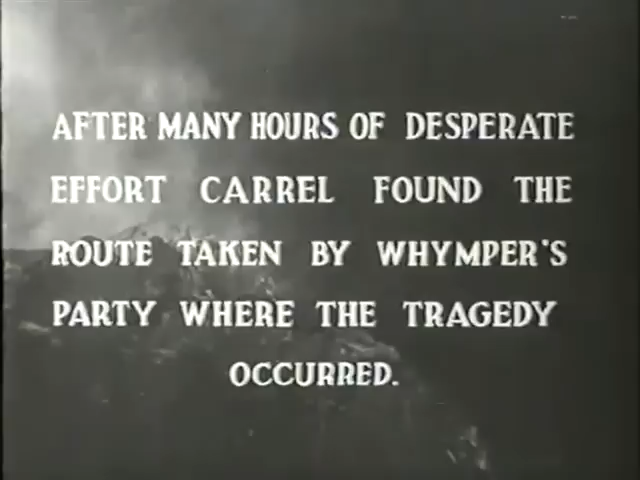 AFTER MANY HOURS OF DESPERATE
EFFORT CARREL FOUND THE
ROUTE TAKEN BY WHYMPER'S
PARTY WHERE THE TRAGEDY
OCCURRED.